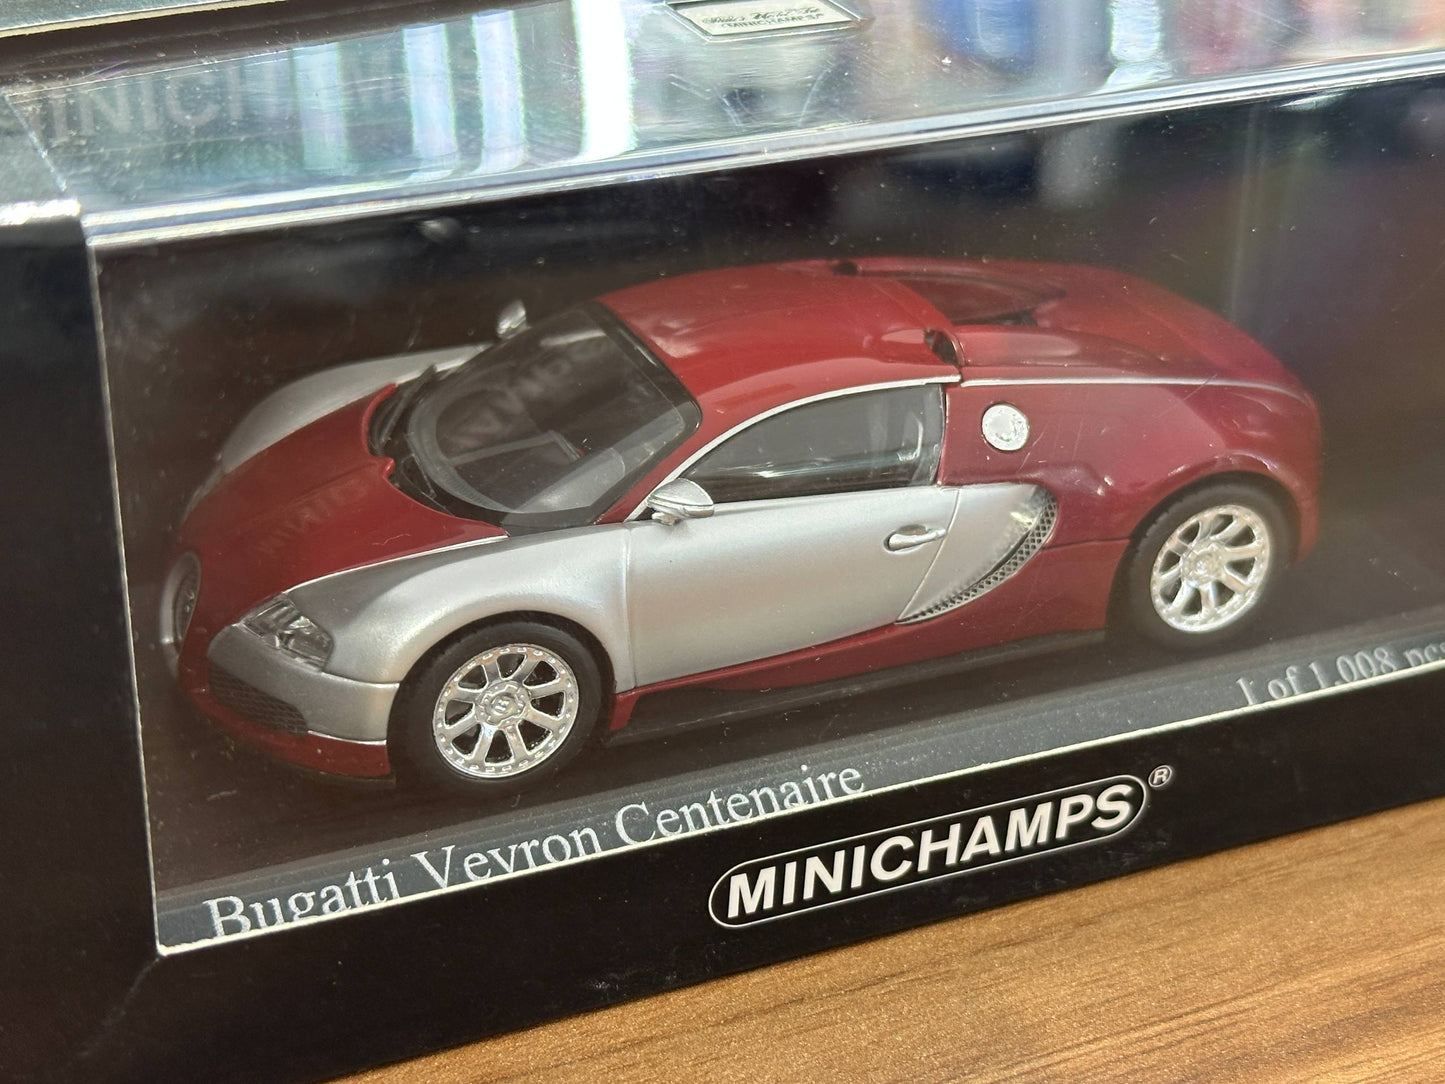 MINICHAMPS
Bugatti Veyron Centenaire
1 of 1.008 pcs
MINICHAMPS®